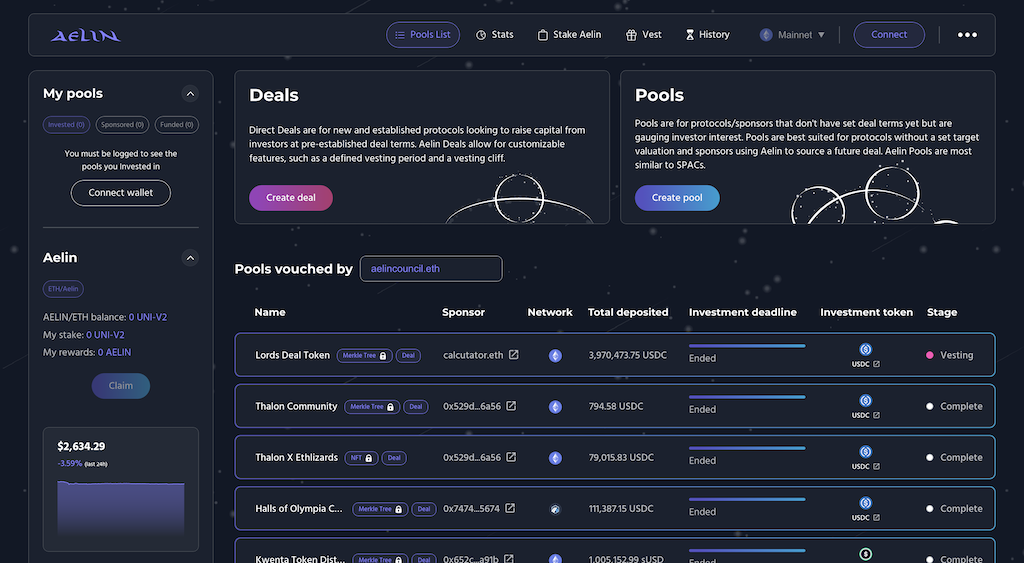 AELIN
Pools List
Stats
Stake Aelin
Vest
History
Mainnet
Connect
My pools
Invested (0)
Sponsored (0)
Funded (0)
You must be logged to see the
pools you Invested in
Connect wallet
Aelin
ETH/Aelin
AELIN/ETH balance: 0 UNI-V2
My stake: 0 UNI-V2
My rewards: 0 AELIN
Claim
$2,634.29
-3.59% (last 24h)
Deals
Direct Deals are for new and established protocols looking to raise capital from
investors at pre-established deal terms. Aelin Deals allow for customizable
features, such as a defined vesting period and a vesting cliff.
Create deal
Pools
Pools are for protocols/sponsors that don't have set deal terms yet but are
gauging investor interest. Pools are best suited for protocols without a set target
valuation and sponsors using Aelin to source a future deal. Aelin Pools are most
similar to SPACs.
Create pool
Pools vouched by aelincouncil.eth
Name Sponsor Network Total deposited Investment deadline Investment token Stage
Lords Deal Token Merkle Tree Deal calcutator.eth 3,970,473.75 USDC Ended USDC Vesting
Thalon Community Merkle Tree Deal 0x529d...6a56 794.58 USDC Ended USDC Complete
Thalon X Ethlizards NFT Deal 0x529d...6a56 79,015.83 USDC Ended USDC Complete
Halls of Olympia C... Merkle Tree Deal 0x7474...5674 111,387.15 USDC Ended USDC Complete
Kwenta Token Dist... Merkle Tree Deal 0x652c...a91b 1,005,152.99 sUSD Ended Complete